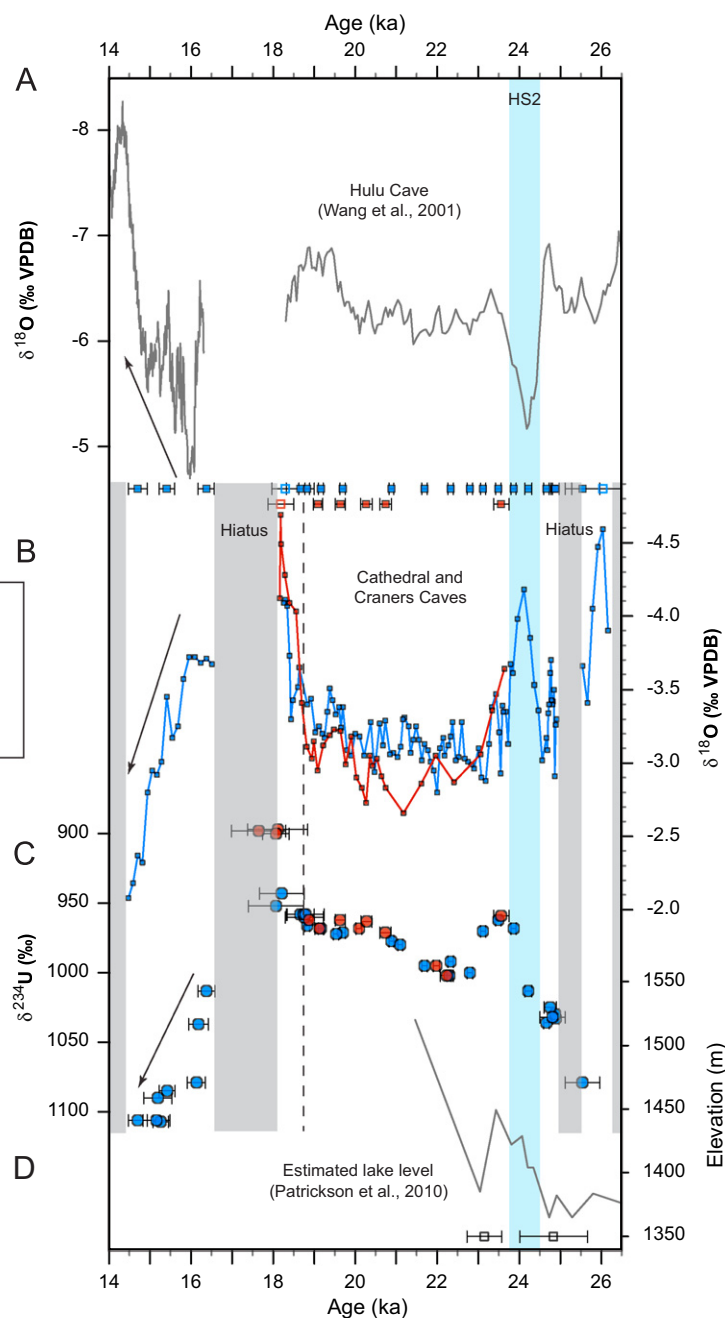 Age (ka)
14 16 18 20 22 24 26
A
HS2
-8
Hulu Cave
(Wang et al., 2001)
-7
δ18O (‰ VPDB)
-6
-5
B
Hiatus
Hiatus
-4.5
Cathedral and
Craners Caves
-4.0
-3.5
δ18O (‰ VPDB)
-3.0
900
-2.5
C
950
-2.0
δ234U (‰)
1000
1550
1050
1500
Elevation (m)
1100
1450
D
Estimated lake level
(Patrickson et al., 2010)
1400
1350
14 16 18 20 22 24 26
Age (ka)